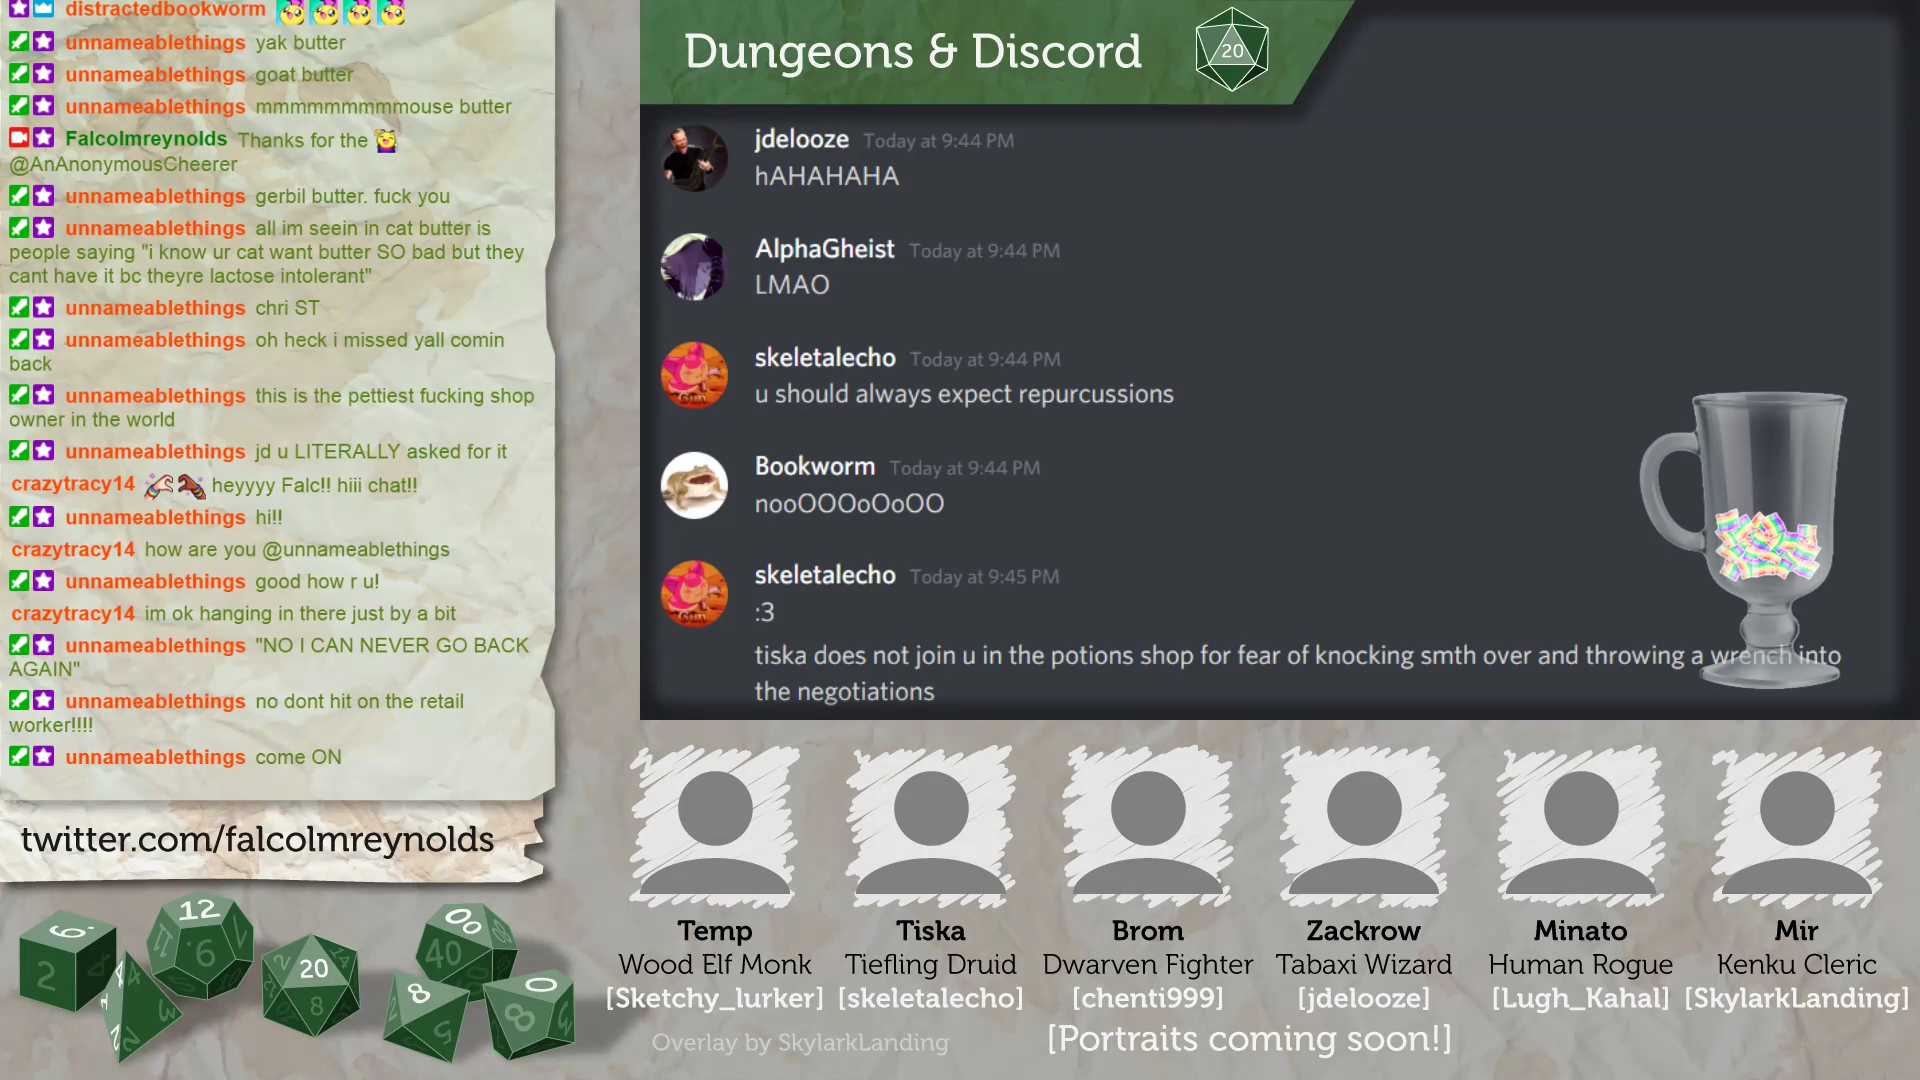 distractedbookworm
unnameablethings yak butter
unnameablethings goat butter
unnameablethings mmmmmmmmmouse butter
Falcolmreynolds Thanks for the
@AnAnonymousCheerer
unnameablethings gerbil butter. fuck you
unnameablethings all im seein in cat butter is
people saying "i know ur cat want butter SO bad but they
cant have it bc theyre lactose intolerant"
unnameablethings chri ST
unnameablethings oh heck i missed yall comin
back
unnameablethings this is the pettiest fucking shop
owner in the world
unnameablethings jd u LITERALLY asked for it
crazytracy14 heyyyy Falc!! hiii chat!!
unnameablethings hi!!
crazytracy14 how are you @unnameablethings
unnameablethings good how r u!
crazytracy14 im ok hanging in there just by a bit
unnameablethings "NO I CAN NEVER GO BACK
AGAIN"
unnameablethings no dont hit on the retail
worker!!!!
unnameablethings come ON
twitter.com/falcolmreynolds
Dungeons & Discord
20
jdelooze Today at 9:44 PM
hAHAHAHA
AlphaGheist Today at 9:44 PM
LMAO
skeletalecho Today at 9:44 PM
u should always expect repurcussions
Bookworm Today at 9:44 PM
nooOOOoOoOO
skeletalecho Today at 9:45 PM
:3
tiska does not join u in the potions shop for fear of knocking smth over and throwing a wrench into
the negotiations
Temp
Wood Elf Monk
[Sketchy_lurker]
Tiska
Tiefling Druid
[skeletalecho]
Brom
Dwarven Fighter
[chenti999]
Zackrow
Tabaxi Wizard
[jdelooze]
Minato
Human Rogue
[Lugh_Kahal]
Mir
Kenku Cleric
[SkylarkLanding]
Overlay by SkylarkLanding
[Portraits coming soon!]